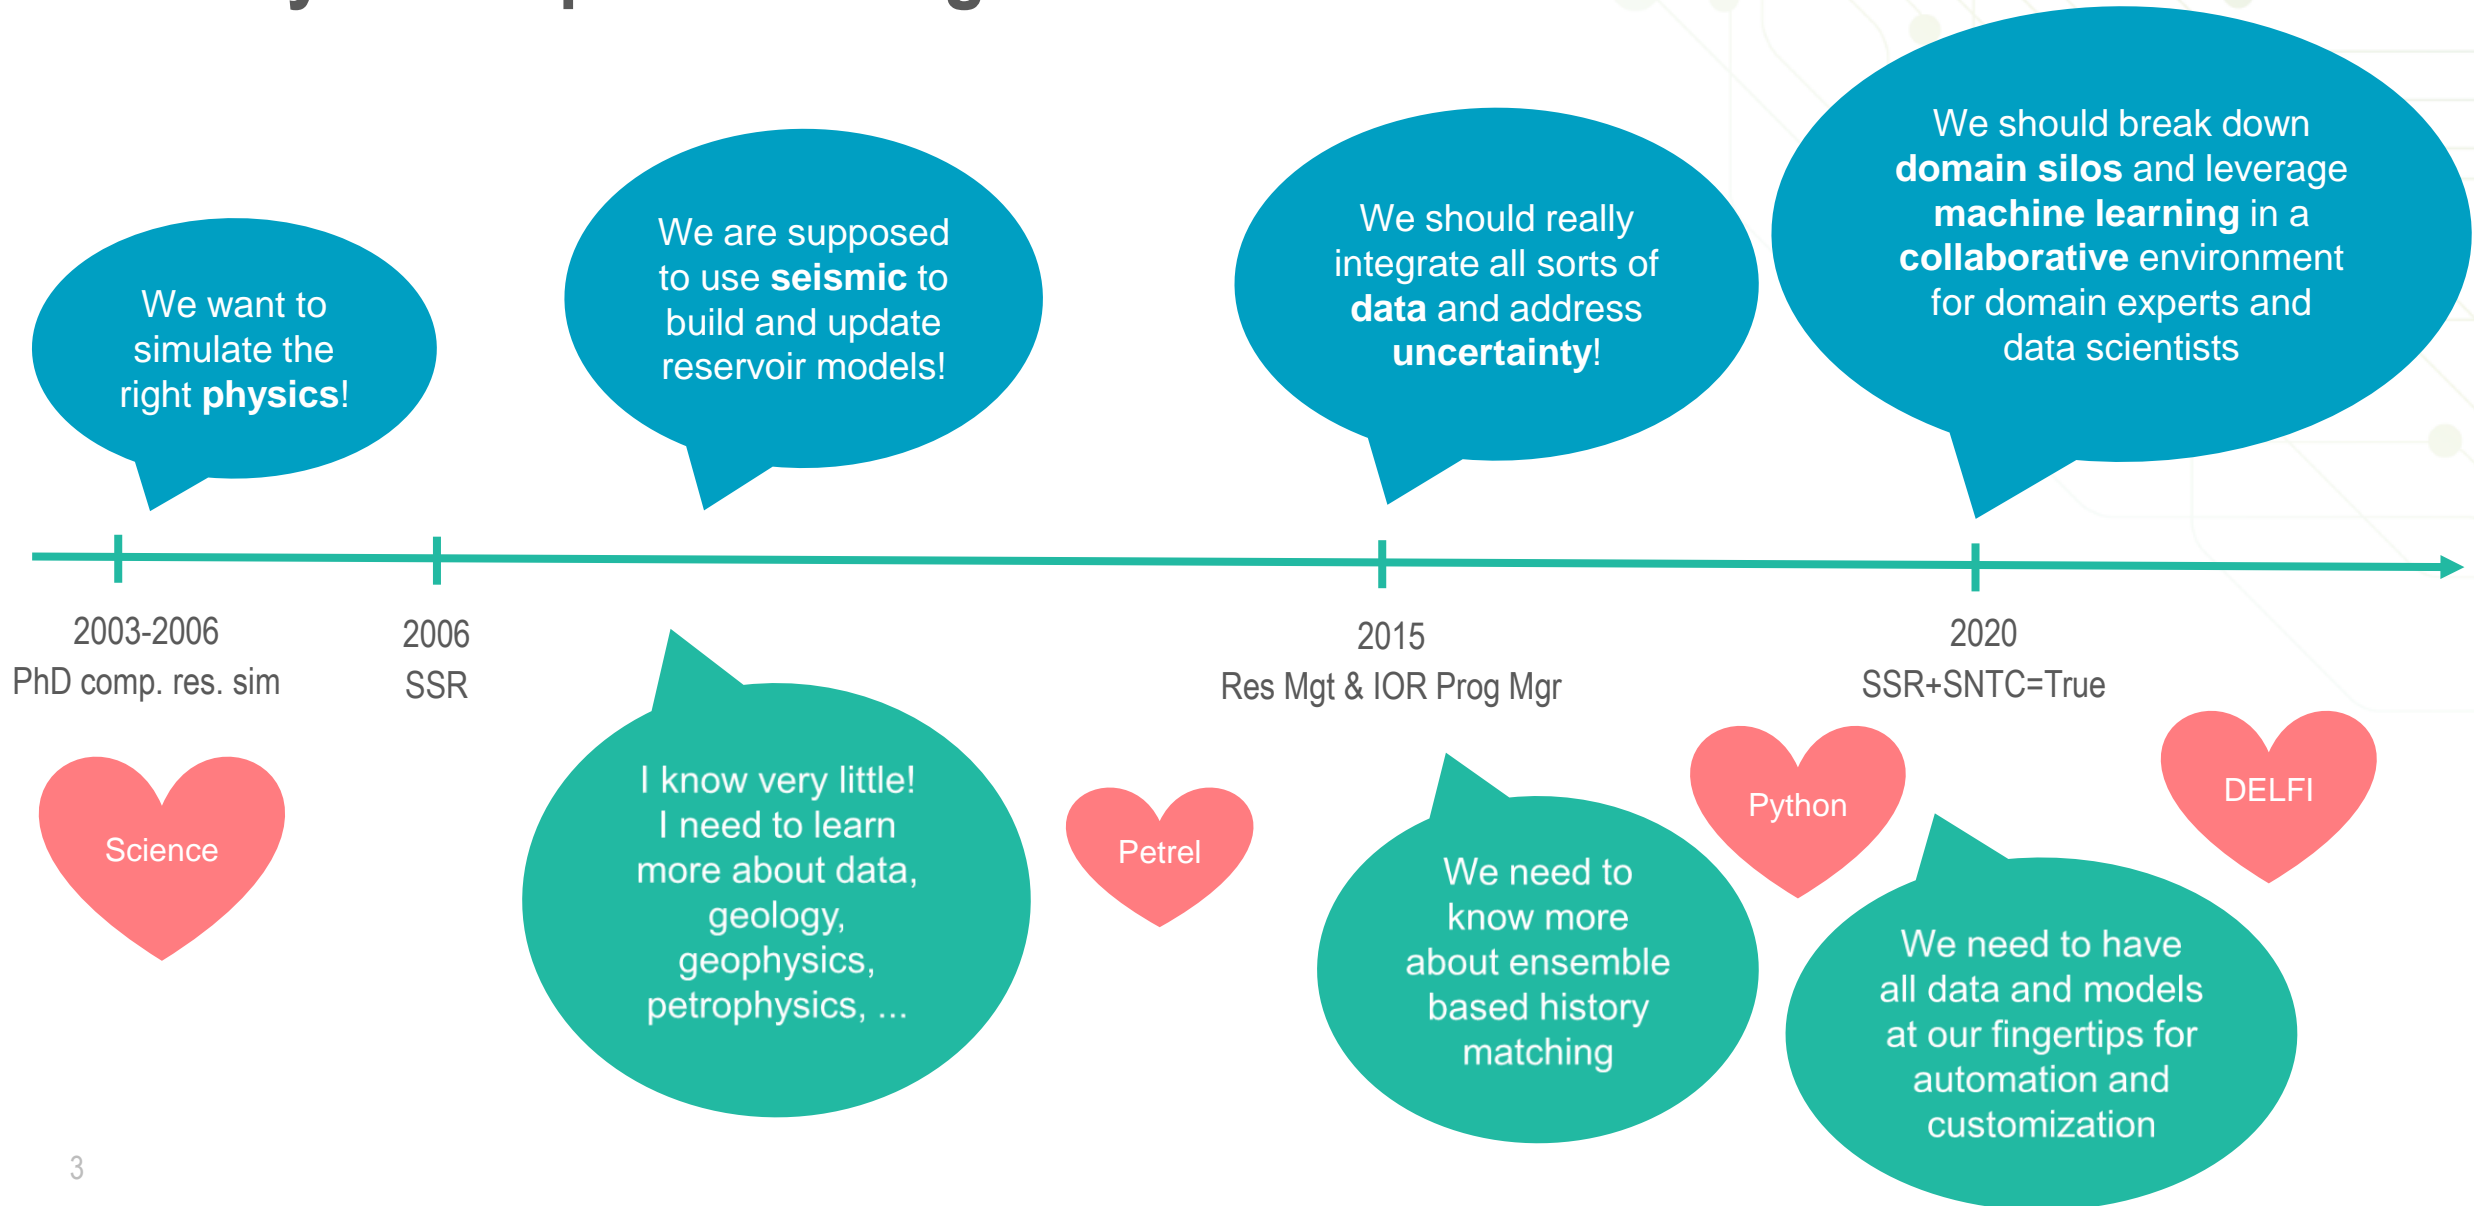 We want to
simulate the
right physics!
We are supposed
to use seismic to
build and update
reservoir models!
We should really
integrate all sorts of
data and address
uncertainty!
We should break down
domain silos and leverage
machine learning in a
collaborative environment
for domain experts and
data scientists
2003-2006
PhD comp. res. sim
2006
SSR
2015
Res Mgt & IOR Prog Mgr
2020
SSR+SNTC=True
Science
I know very little!
I need to learn
more about data,
geology,
geophysics,
petrophysics, ...
Petrel
We need to
know more
about ensemble
based history
matching
Python
We need to have
all data and models
at our fingertips for
automation and
customization
DELFI
3